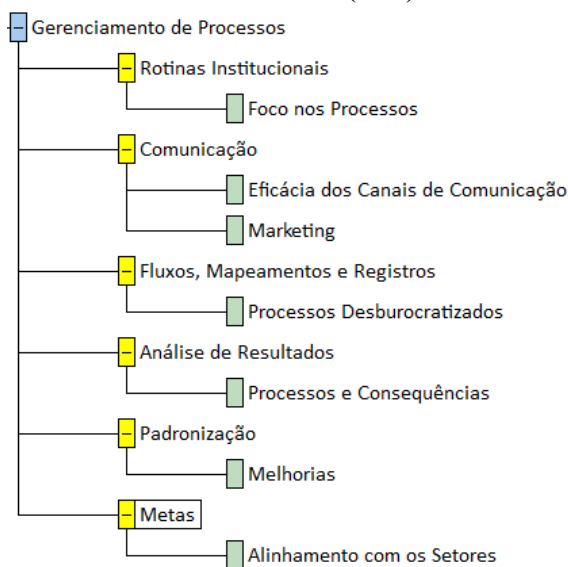 Gerenciamento de Processos
Rotinas Institucionais
Foco nos Processos
Comunicação
Eficácia dos Canais de Comunicação
Marketing
Fluxos, Mapeamentos e Registros
Processos Desburocratizados
Análise de Resultados
Processos e Consequências
Padronização
Melhorias
Metas
Alinhamento com os Setores